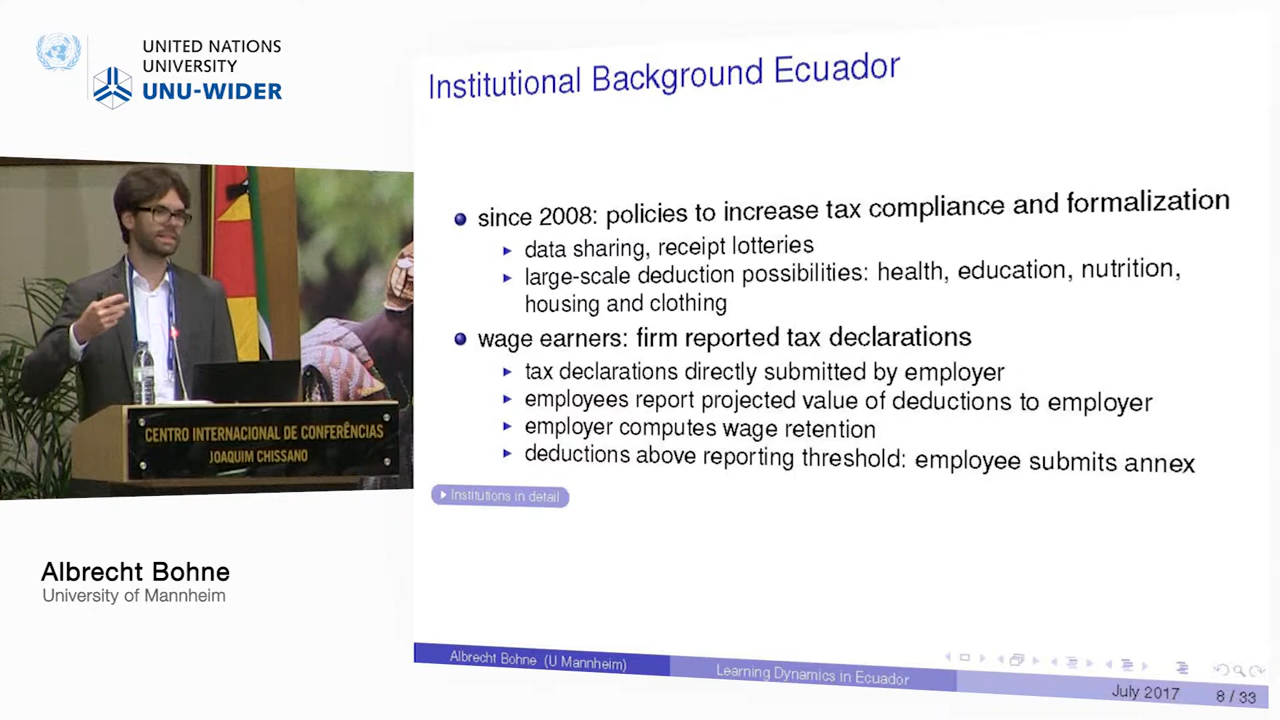 UNITED NATIONS
UNIVERSITY
UNU-WIDER
Institutional Background Ecuador
since 2008: policies to increase tax compliance and formalization
data sharing, receipt lotteries
large-scale deduction possibilities: health, education, nutrition,
housing and clothing
wage earners: firm reported tax declarations
tax declarations directly submitted by employer
employees report projected value of deductions to employer
employer computes wage retention
deductions above reporting threshold: employee submits annex
Institutions in detail
CENTRO INTERNACIONAL DE CONFERÊNCIAS
JOAQUIM CHISSANO
Albrecht Bohne
University of Mannheim
Albrecht Bohne (U Mannheim)
Learning Dynamics in Ecuador
July 2017
8 / 33